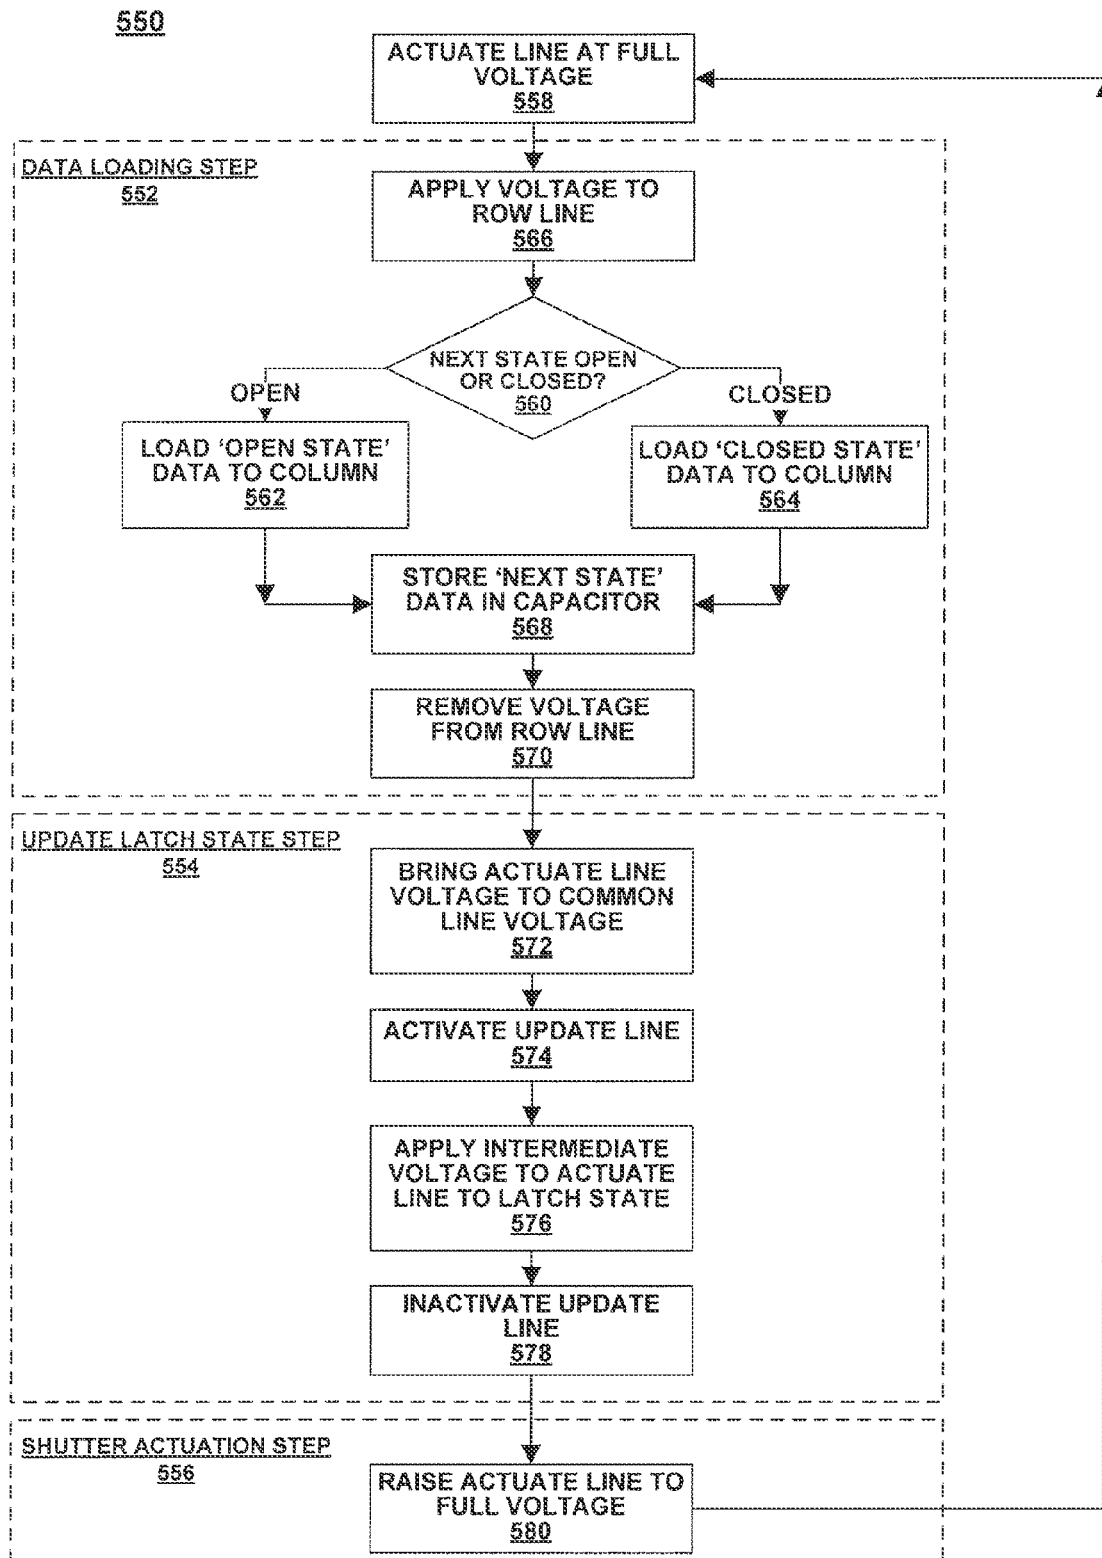 550
ACTUATE LINE AT FULL
VOLTAGE
558
DATA LOADING STEP
552
APPLY VOLTAGE TO
ROW LINE
566
NEXT STATE OPEN
OR CLOSED?
560
OPEN
CLOSED
LOAD ‘OPEN STATE’
DATA TO COLUMN
562
LOAD ‘CLOSED STATE’
DATA TO COLUMN
564
STORE ‘NEXT STATE’
DATA IN CAPACITOR
568
REMOVE VOLTAGE
FROM ROW LINE
570
UPDATE LATCH STATE STEP
554
BRING ACTUATE LINE
VOLTAGE TO COMMON
LINE VOLTAGE
572
ACTIVATE UPDATE LINE
574
APPLY INTERMEDIATE
VOLTAGE TO ACTUATE
LINE TO LATCH STATE
576
INACTIVATE UPDATE
LINE
578
SHUTTER ACTUATION STEP
556
RAISE ACTUATE LINE TO
FULL VOLTAGE
580